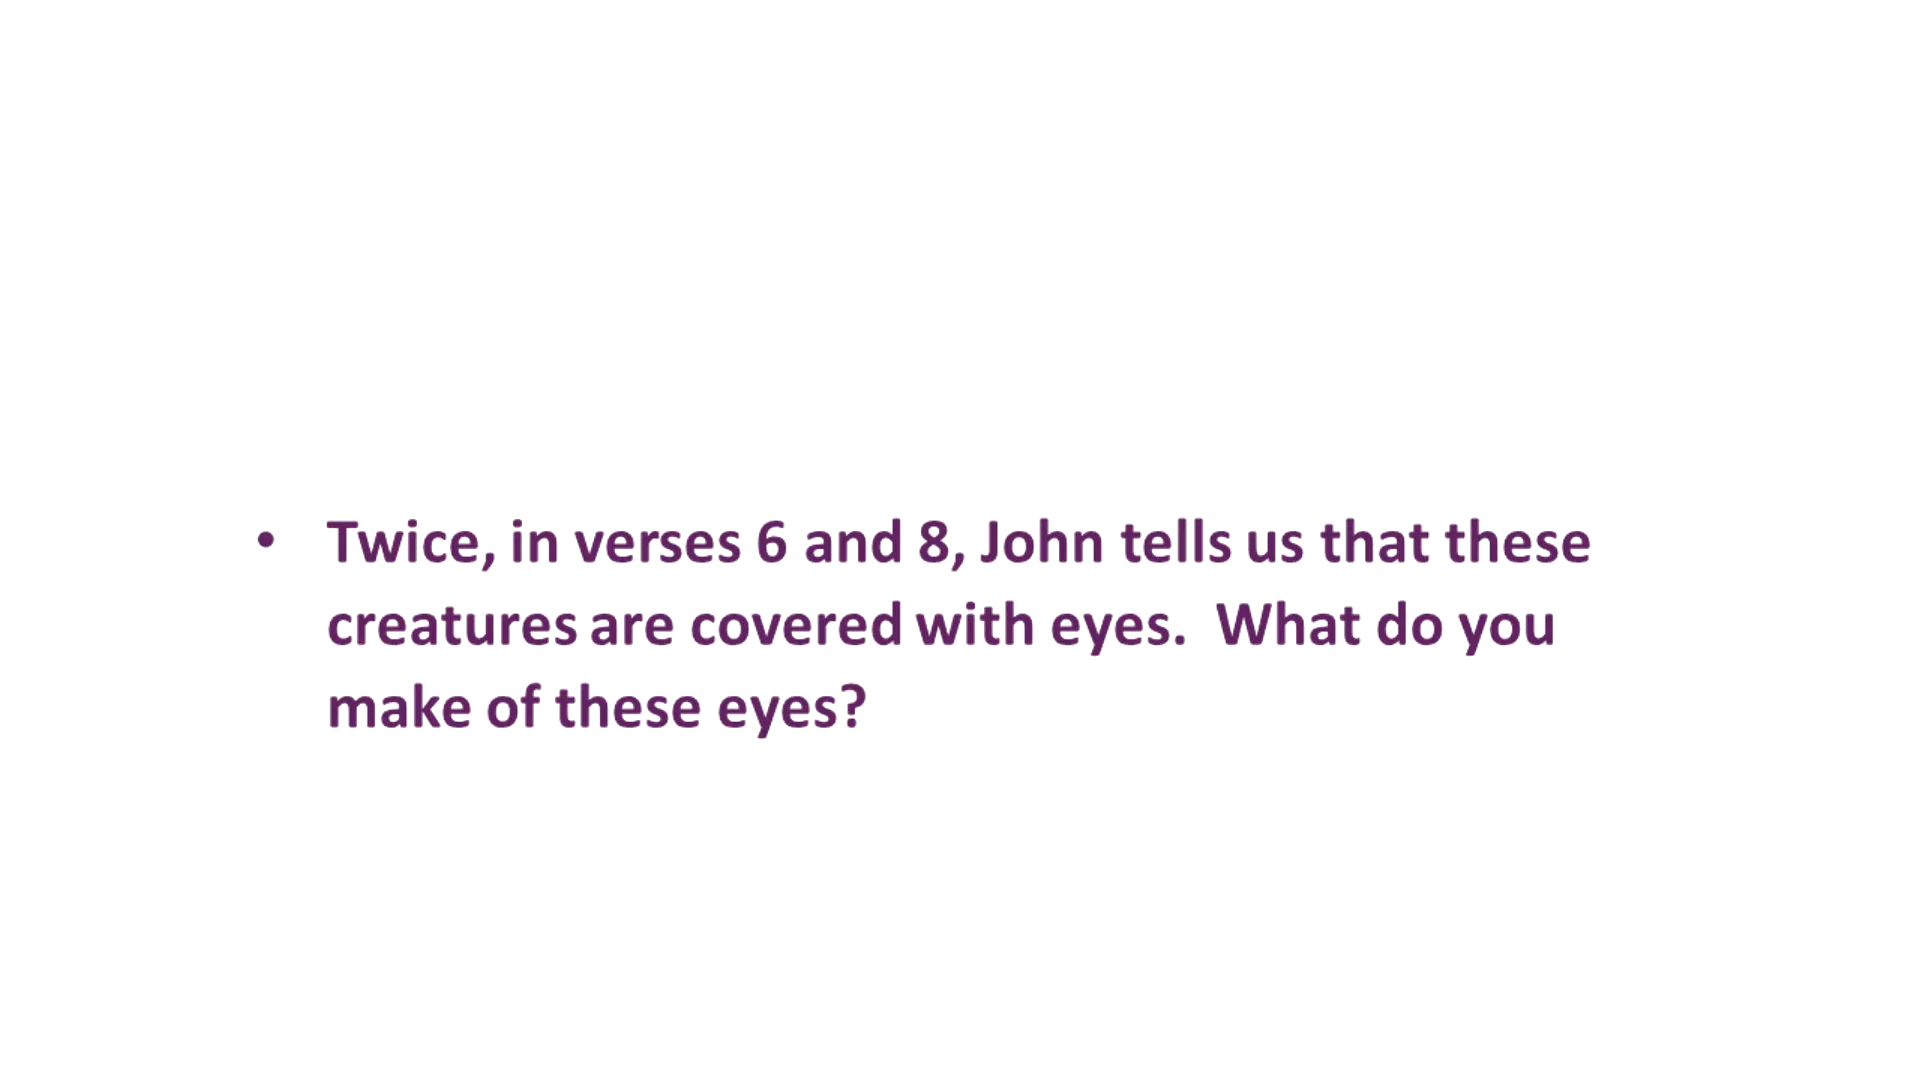 • Twice, in verses 6 and 8, John tells us that these
creatures are covered with eyes.  What do you
make of these eyes?